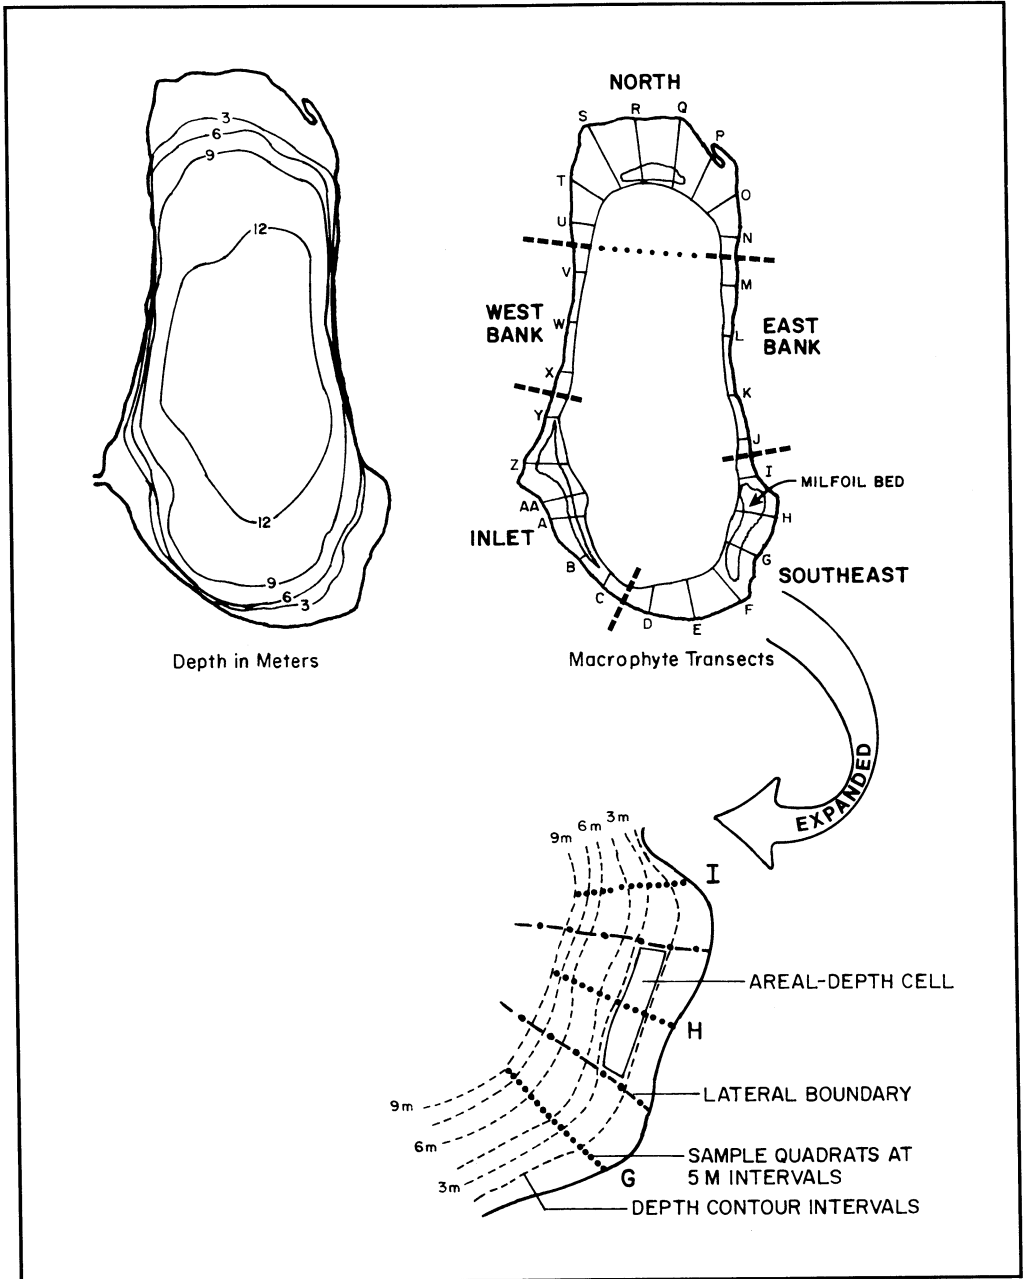 3
6
9
12
12
9
6
3
Depth in Meters
NORTH
S
R
Q
P
T
O
U
N
V
M
WEST
BANK
W
EAST
BANK
L
X
K
Y
J
Z
I
MILFOIL BED
AA
H
A
INLET
B
G
SOUTHEAST
C
F
D
E
Macrophyte Transects
EXPANDED
9m
6m
3m
I
AREAL-DEPTH CELL
H
LATERAL BOUNDARY
9m
6m
SAMPLE QUADRATS AT
5 M INTERVALS
G
3m
DEPTH CONTOUR INTERVALS